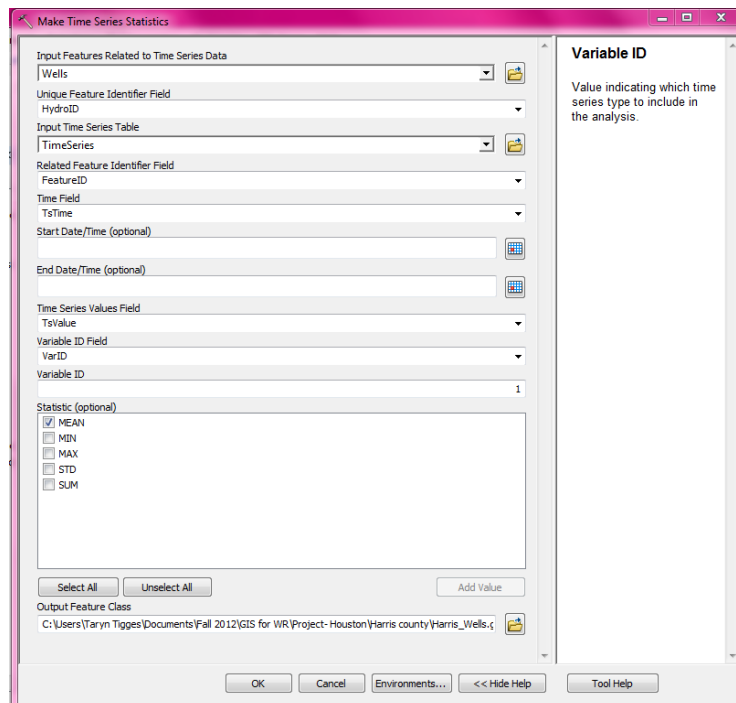 Make Time Series Statistics
Input Features Related to Time Series Data
Wells
Unique Feature Identifier Field
HydroID
Input Time Series Table
TimeSeries
Related Feature Identifier Field
FeatureID
Time Field
TsTime
Start Date/Time (optional)
End Date/Time (optional)
Time Series Values Field
TsValue
Variable ID Field
VarID
Variable ID
1
Statistic (optional)
MEAN
MIN
MAX
STD
SUM
Select All Unselect All Add Value
Output Feature Class
C:\Users\Taryn Tigges\Documents\Fall 2012\GIS for WR\Project- Houston\Harris county\Harris_Wells.g
OK Cancel Environments... << Hide Help Tool Help
Variable ID
Value indicating which time
series type to include in
the analysis.